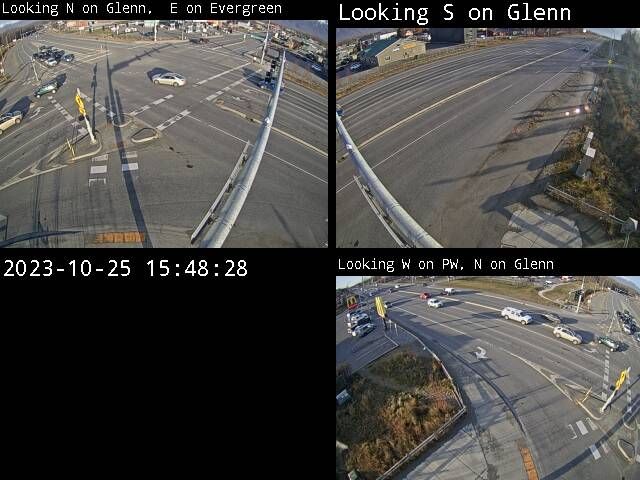 Looking N on Glenn,  E on Evergreen
Looking S on Glenn
2023-10-25 15:48:28
Looking W on PW, N on Glenn